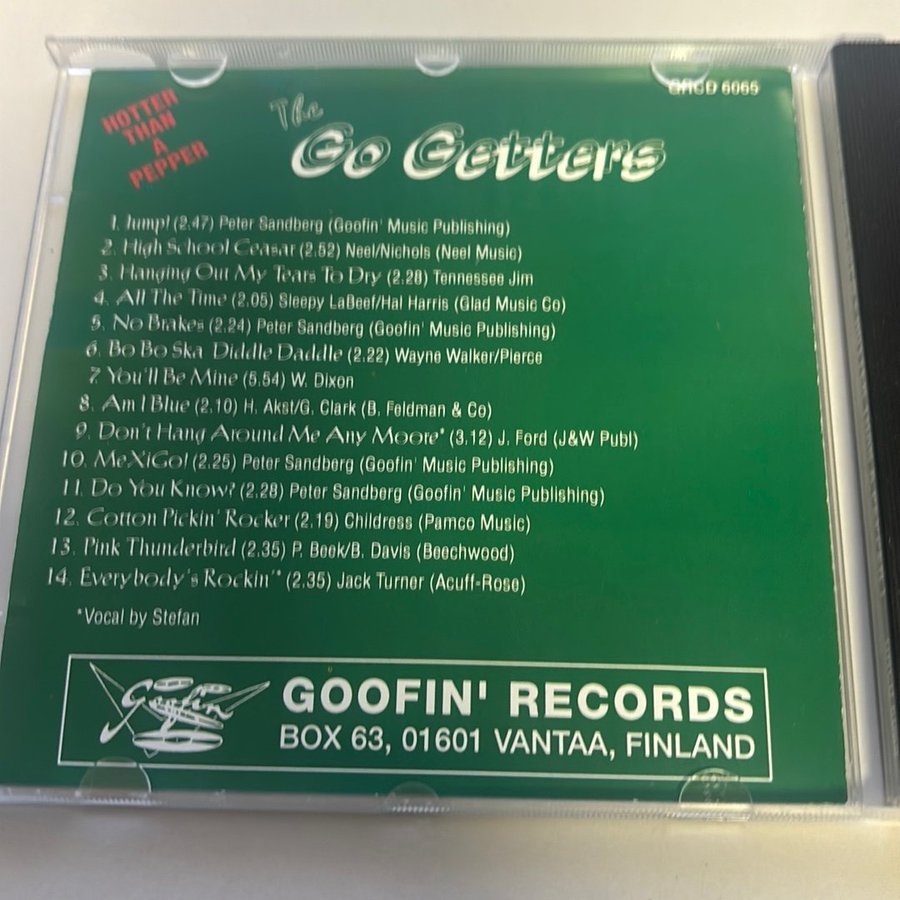 HOTTER
THAN
A
PEPPER
The
Go Getters
GRCD 6065
1. Jump! (2.47) Peter Sandberg (Goofin' Music Publishing)
2. High School Ceasar (2.52) Neel/Nichols (Neel Music)
3. Hanging Out My Tears To Dry (2.28) Tennessee Jim
4. All The Time (2.05) Sleepy LaBeef/Hal Harris (Glad Music Co)
5. No Brakes (2.24) Peter Sandberg (Goofin' Music Publishing)
6. Bo Bo Ska Diddle Daddle (2.22) Wayne Walker/Pierce
7. You'll Be Mine (5.54) W. Dixon
8. Am I Blue (2.10) H. Akst/G. Clark (B. Feldman & Co)
9. Don't Hang Around Me Any Moore* (3.12) J. Ford (J&W Publ)
10. MeXiGo! (2.25) Peter Sandberg (Goofin' Music Publishing)
11. Do You Know? (2.28) Peter Sandberg (Goofin' Music Publishing)
12. Cotton Pickin' Rocker (2.19) Childress (Pamco Music)
13. Pink Thunderbird (2.35) P. Beek/B. Davis (Beechwood)
14. Everybody's Rockin'* (2.35) Jack Turner (Acuff-Rose)
*Vocal by Stefan
Goofin'
GOOFIN' RECORDS
BOX 63, 01601 VANTAA, FINLAND